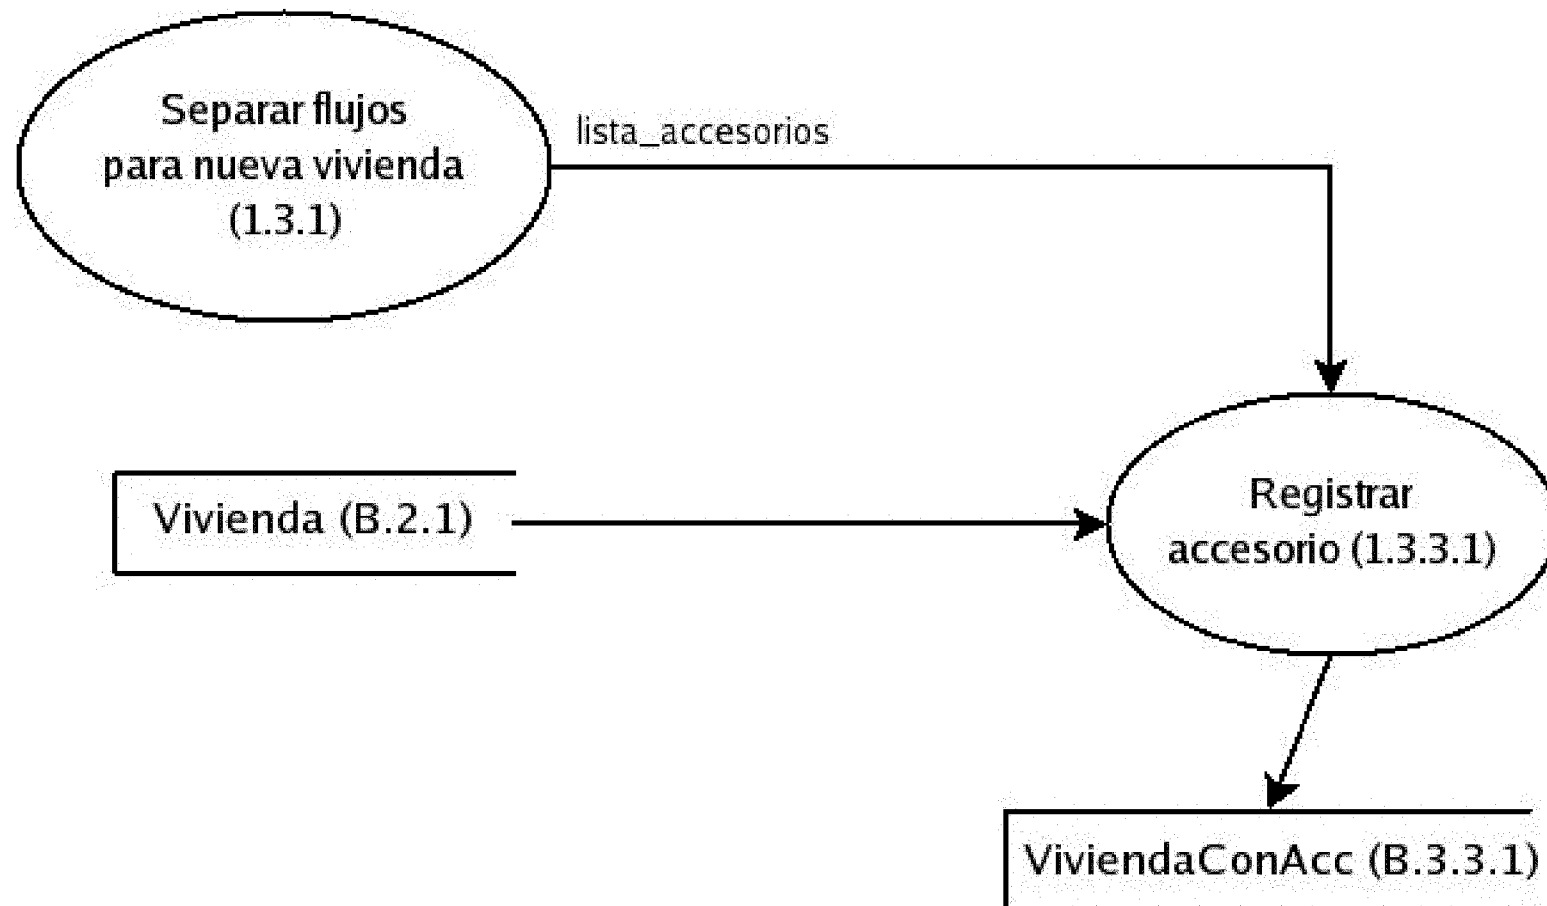 Separar flujos
para nueva vivienda
(1.3.1)
lista_accesorios
Vivienda (B.2.1)
Registrar
accesorio (1.3.3.1)
ViviendaConAcc (B.3.3.1)